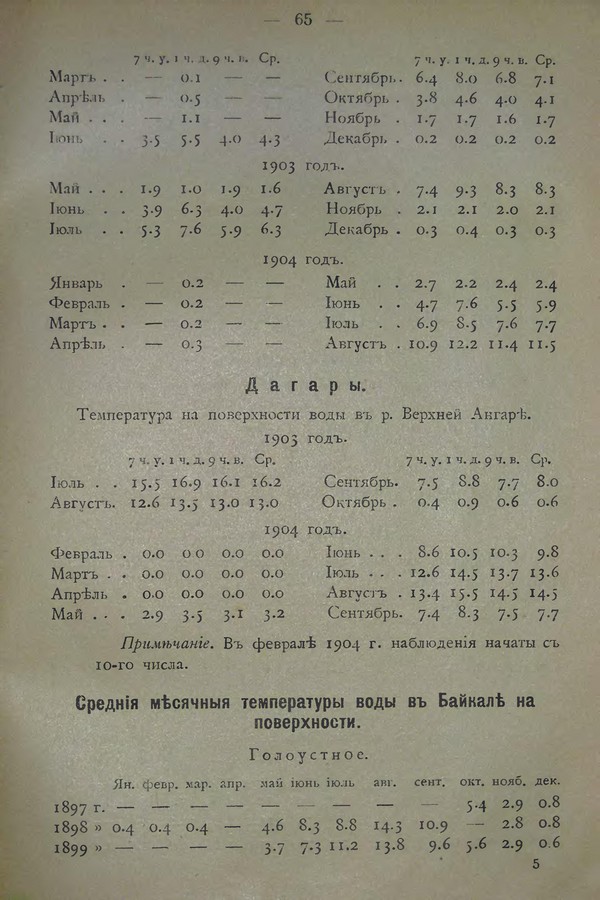 — 65 —
7 ч. у. 1 ч. д. 9 ч. в. Ср. 7 ч. у. 1 ч. д. 9 ч. в. Ср.
Мартъ . . — 0.1 — — Сентябрь. 6.4 8.0 6.8 7.1
Апрѣль . — 0.5 — — Октябрь . 3.8 4.6 4.0 4.1
Май . . . — 1.1 — — Ноябрь . 1.7 1.7 1.6 1.7
Іюнь . . 3.5 5.5 4.0 4.3 Декабрь . 0.2 0.2 0.2 0.2
1903 годъ.
Май . . . 1.9 1.0 1.9 1.6 Августъ . 7.4 9.3 8.3 8.3
Іюнь . . 3.9 6.3 4.0 4.7 Ноябрь . 2.1 2.1 2.0 2.1
Іюль . . 5.3 7.6 5.9 6.3 Декабрь . 0.3 0.4 0.3 0.3
1904 годъ.
Январь . — 0.2 — — Май . . 2.7 2.2 2.4 2.4
Февраль . — 0.2 — — Іюнь . . 4.7 7.6 5.5 5.9
Мартъ . . — 0.2 — — Іюль . . 6.9 8.5 7.6 7.7
Апрѣль . — 0.3 — — Августъ . 10.9 12.2 11.4 11.5
Дагары.
Температура на поверхности воды въ р. Верхней Ангарѣ.
1903 годъ.
7 ч. у. 1 ч. д. 9 ч. в. Ср. 7 ч. у. 1 ч. д. 9 ч. в. Ср.
Іюль . . 15.5 16.9 16.1 16.2 Сентябрь. 7.5 8.8 7.7 8.0
Августъ. 12.6 13.5 13.0 13.0 Октябрь . 0.4 0.9 0.6 0.6
1904 годъ.
Февраль . 0.0 0 0 0.0 0.0 Іюнь . . . 8.6 10.5 10.3 9.8
Мартъ . . 0.0 0.0 0.0 0.0 Іюль . . . 12.6 14.5 13.7 13.6
Апрѣль . 0.0 0.0 0.0 0.0 Августъ . 13.4 15.5 14.5 14.5
Май . . . 2.9 3.5 3.1 3.2 Сентябрь. 7.4 8.3 7.5 7.7
Примѣчаніе. Въ февралѣ 1904 г. наблюденія начаты съ
10-го числа.
Среднія мѣсячныя температуры воды въ Байкалѣ на
поверхности.
Голоустное.
Ян. февр. мар. апр. май іюнь іюль авг. сент. окт. нояб. дек.
1897 г. — — — — — — — — — 5.4 2.9 0.8
1898 » 0.4 0.4 0.4 — 4.6 8.3 8.8 14.3 10.9 — 2.8 0.8
1899 » — — — — 3.7 7.3 11.2 13.8 9.6 5.6 2.9 0.6
5